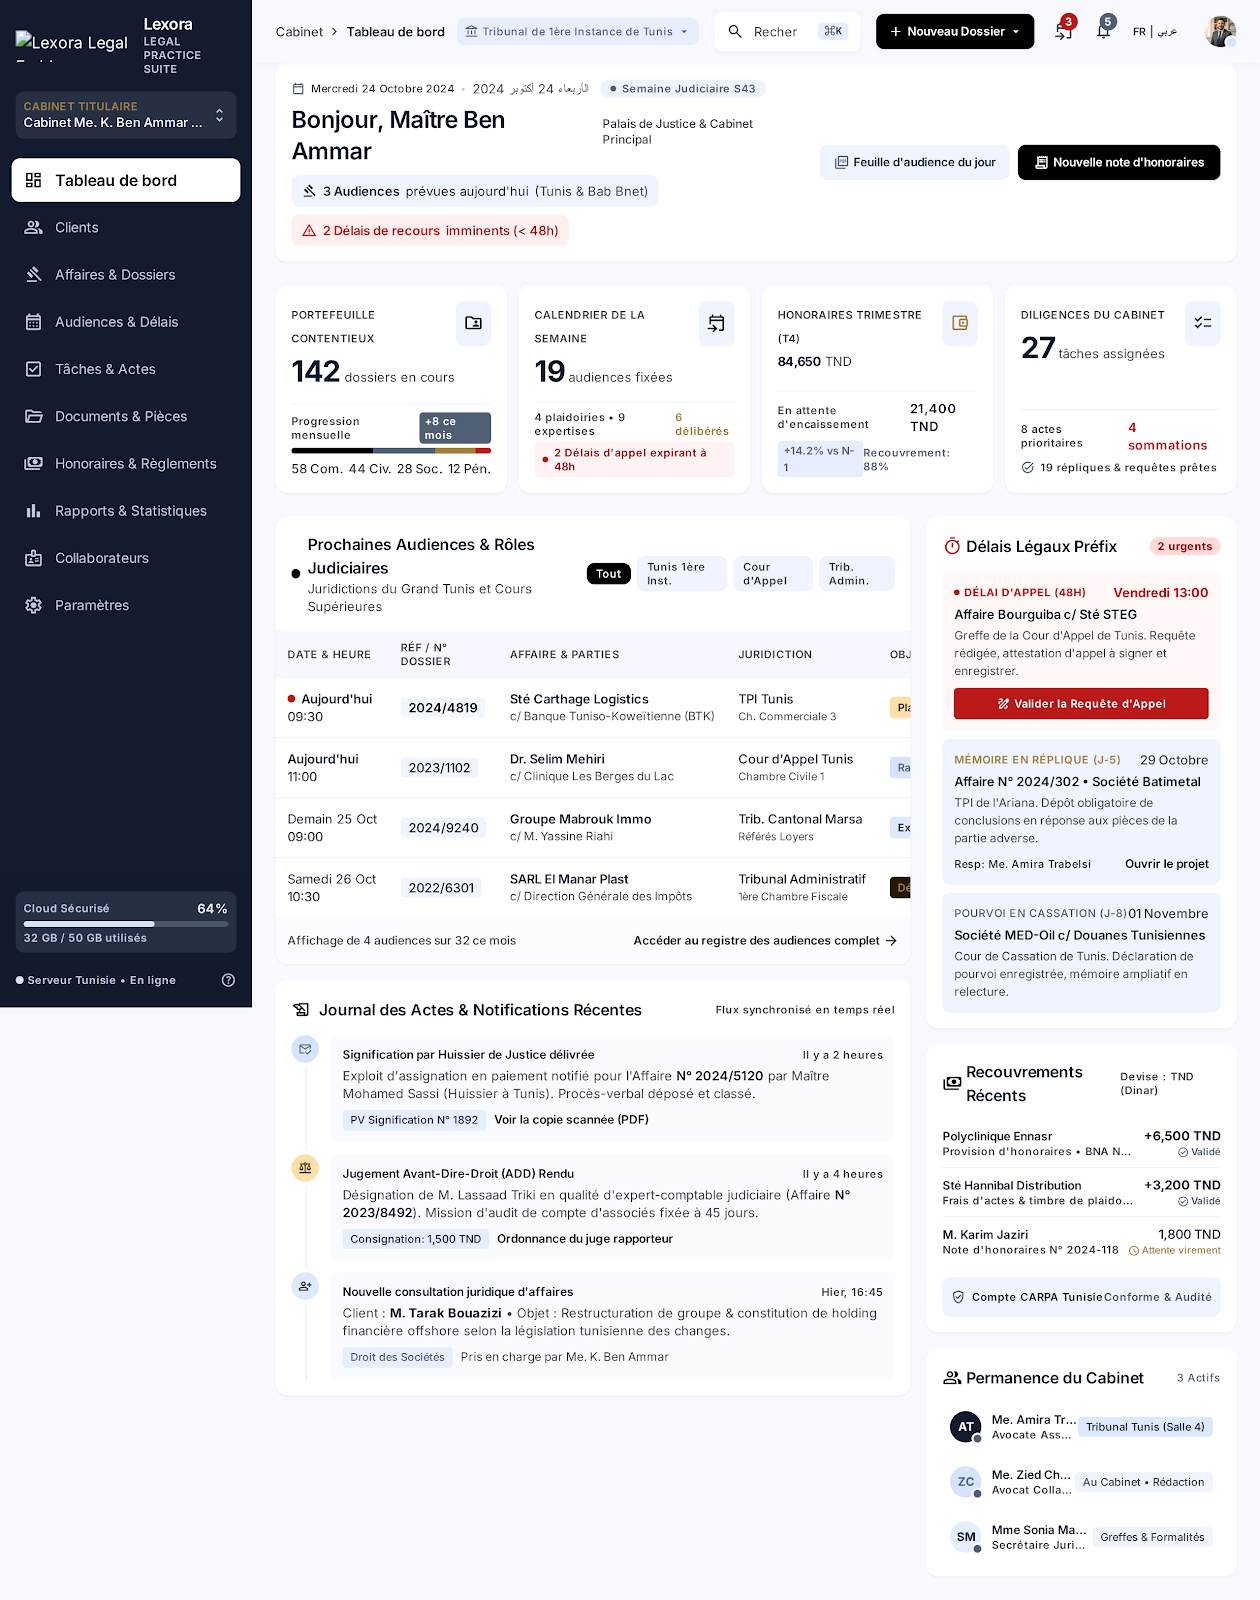 Lexora Legal
Lexora
LEGAL
PRACTICE
SUITE
CABINET TITULAIRE
Cabinet Me. K. Ben Ammar ...
Tableau de bord
Clients
Affaires & Dossiers
Audiences & Délais
Tâches & Actes
Documents & Pièces
Honoraires & Règlements
Rapports & Statistiques
Collaborateurs
Paramètres
Cloud Sécurisé 64%
32 GB / 50 GB utilisés
Serveur Tunisie • En ligne
Cabinet > Tableau de bord
Tribunal de 1ère Instance de Tunis
Recher ⌘K
+ Nouveau Dossier
3
5
FR | عربي
Mercredi 24 Octobre 2024 • الأربعاء 24 أكتوبر 2024
• Semaine Judiciaire S43
Bonjour, Maître Ben
Ammar
Palais de Justice & Cabinet
Principal
3 Audiences prévues aujourd'hui (Tunis & Bab Bnet)
2 Délais de recours imminents (< 48h)
Feuille d'audience du jour
Nouvelle note d'honoraires
PORTEFEUILLE
CONTENTIEUX
142 dossiers en cours
Progression
mensuelle
+8 ce
mois
58 Com. 44 Civ. 28 Soc. 12 Pén.
CALENDRIER DE LA
SEMAINE
19 audiences fixées
4 plaidoiries • 9
expertises
6
délibérés
• 2 Délais d'appel expirant à
48h
HONORAIRES TRIMESTRE
(T4)
84,650 TND
En attente
d'encaissement
21,400
TND
+14.2% vs N-
1
Recouvrement:
88%
DILIGENCES DU CABINET
27 tâches assignées
8 actes
prioritaires
4
sommations
19 répliques & requêtes prêtes
Prochaines Audiences & Rôles
Judiciaires
Juridictions du Grand Tunis et Cours
Supérieures
Tout
Tunis 1ère
Inst.
Cour
d'Appel
Trib.
Admin.
DATE & HEURE
RÉF / N°
DOSSIER
AFFAIRE & PARTIES
JURIDICTION
OBJ
Aujourd'hui
09:30
2024/4819
Sté Carthage Logistics
c/ Banque Tuniso-Koweïtienne (BTK)
TPI Tunis
Ch. Commerciale 3
Pla
Aujourd'hui
11:00
2023/1102
Dr. Selim Mehiri
c/ Clinique Les Berges du Lac
Cour d'Appel Tunis
Chambre Civile 1
Ra
Demain 25 Oct
09:00
2024/9240
Groupe Mabrouk Immo
c/ M. Yassine Riahi
Trib. Cantonal Marsa
Référés Loyers
Ex
Samedi 26 Oct
10:30
2022/6301
SARL El Manar Plast
c/ Direction Générale des Impôts
Tribunal Administratif
1ère Chambre Fiscale
Dé
Affichage de 4 audiences sur 32 ce mois
Accéder au registre des audiences complet →
Journal des Actes & Notifications Récentes
Flux synchronisé en temps réel
Signification par Huissier de Justice délivrée
Il y a 2 heures
Exploit d'assignation en paiement notifié pour l'Affaire N° 2024/5120 par Maître
Mohamed Sassi (Huissier à Tunis). Procès-verbal déposé et classé.
PV Signification N° 1892 Voir la copie scannée (PDF)
Jugement Avant-Dire-Droit (ADD) Rendu
Il y a 4 heures
Désignation de M. Lassaad Triki en qualité d'expert-comptable judiciaire (Affaire N°
2023/8492). Mission d'audit de compte d'associés fixée à 45 jours.
Consignation: 1,500 TND Ordonnance du juge rapporteur
Nouvelle consultation juridique d'affaires
Hier, 16:45
Client : M. Tarak Bouazizi • Objet : Restructuration de groupe & constitution de holding
financière offshore selon la législation tunisienne des changes.
Droit des Sociétés Pris en charge par Me. K. Ben Ammar
Délais Légaux Préfix
2 urgents
• DÉLAI D'APPEL (48H) Vendredi 13:00
Affaire Bourguiba c/ Sté STEG
Greffe de la Cour d'Appel de Tunis. Requête
rédigée, attestation d'appel à signer et
enregistrer.
Valider la Requête d'Appel
MÉMOIRE EN RÉPLIQUE (J-5) 29 Octobre
Affaire N° 2024/302 • Société Batimetal
TPI de l'Ariana. Dépôt obligatoire de
conclusions en réponse aux pièces de la
partie adverse.
Resp: Me. Amira Trabelsi Ouvrir le projet
POURVOI EN CASSATION (J-8) 01 Novembre
Société MED-Oil c/ Douanes Tunisiennes
Cour de Cassation de Tunis. Déclaration de
pourvoi enregistrée, mémoire ampliatif en
relecture.
Recouvrements
Récents
Devise : TND
(Dinar)
Polyclinique Ennasr +6,500 TND
Provision d'honoraires • BNA N... Validé
Sté Hannibal Distribution +3,200 TND
Frais d'actes & timbre de plaido... Validé
M. Karim Jaziri 1,800 TND
Note d'honoraires N° 2024-118 Attente virement
Compte CARPA Tunisie Conforme & Audité
Permanence du Cabinet 3 Actifs
AT
Me. Amira Tr...
Avocate Ass...
Tribunal Tunis (Salle 4)
ZC
Me. Zied Ch...
Avocat Colla...
Au Cabinet • Rédaction
SM
Mme Sonia Ma...
Secrétaire Juri...
Greffes & Formalités